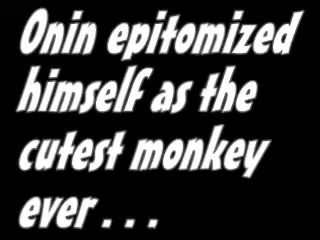 Onin epitomized
himself as the
cutest monkey
ever . . .